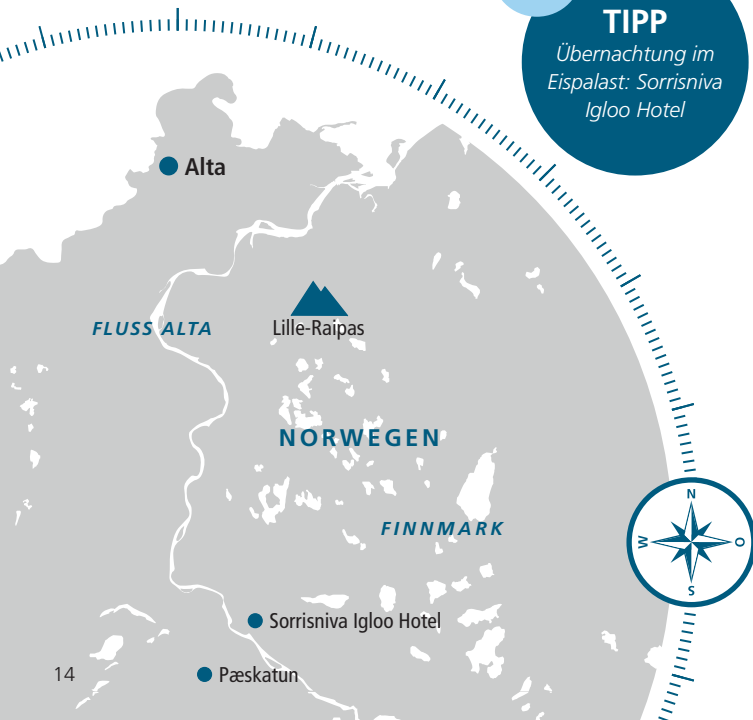 TIPP
Übernachtung im
Eispalast: Sorrisniva
Igloo Hotel
Alta
FLUSS ALTA
Lille-Raipas
NORWEGEN
FINNMARK
N
W
O
S
Sorrisniva Igloo Hotel
14
Pæskatun